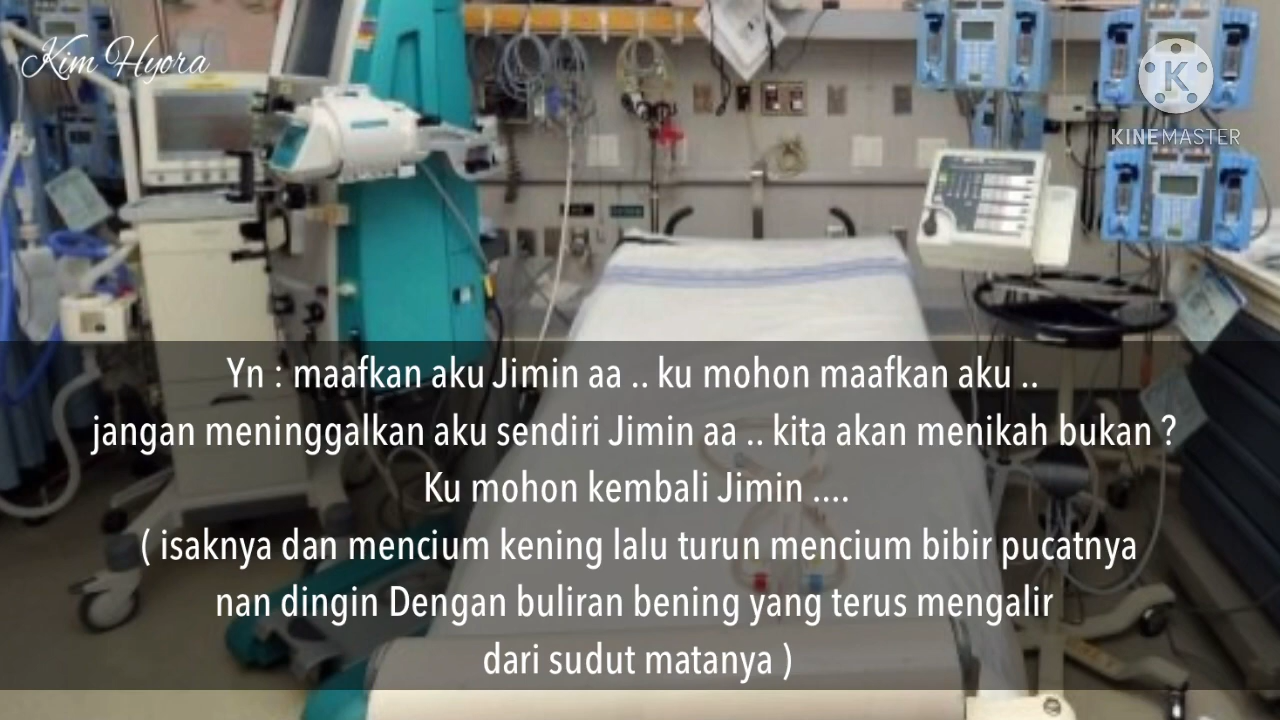 Kim Hyora
K
KINEMASTER
Yn : maafkan aku Jimin aa .. ku mohon maafkan aku ..
jangan meninggalkan aku sendiri Jimin aa .. kita akan menikah bukan ?
Ku mohon kembali Jimin ....
( isaknya dan mencium kening lalu turun mencium bibir pucatnya
nan dingin Dengan buliran bening yang terus mengalir
dari sudut matanya )